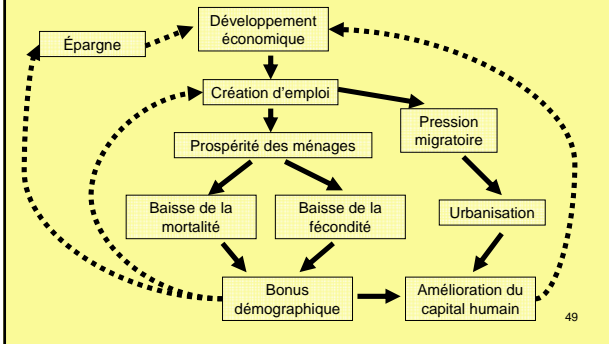 Développement
économique
Épargne
Création d'emploi
Pression
migratoire
Prospérité des ménages
Baisse de la
mortalité
Baisse de la
fécondité
Urbanisation
Bonus
démographique
Amélioration du
capital humain
49